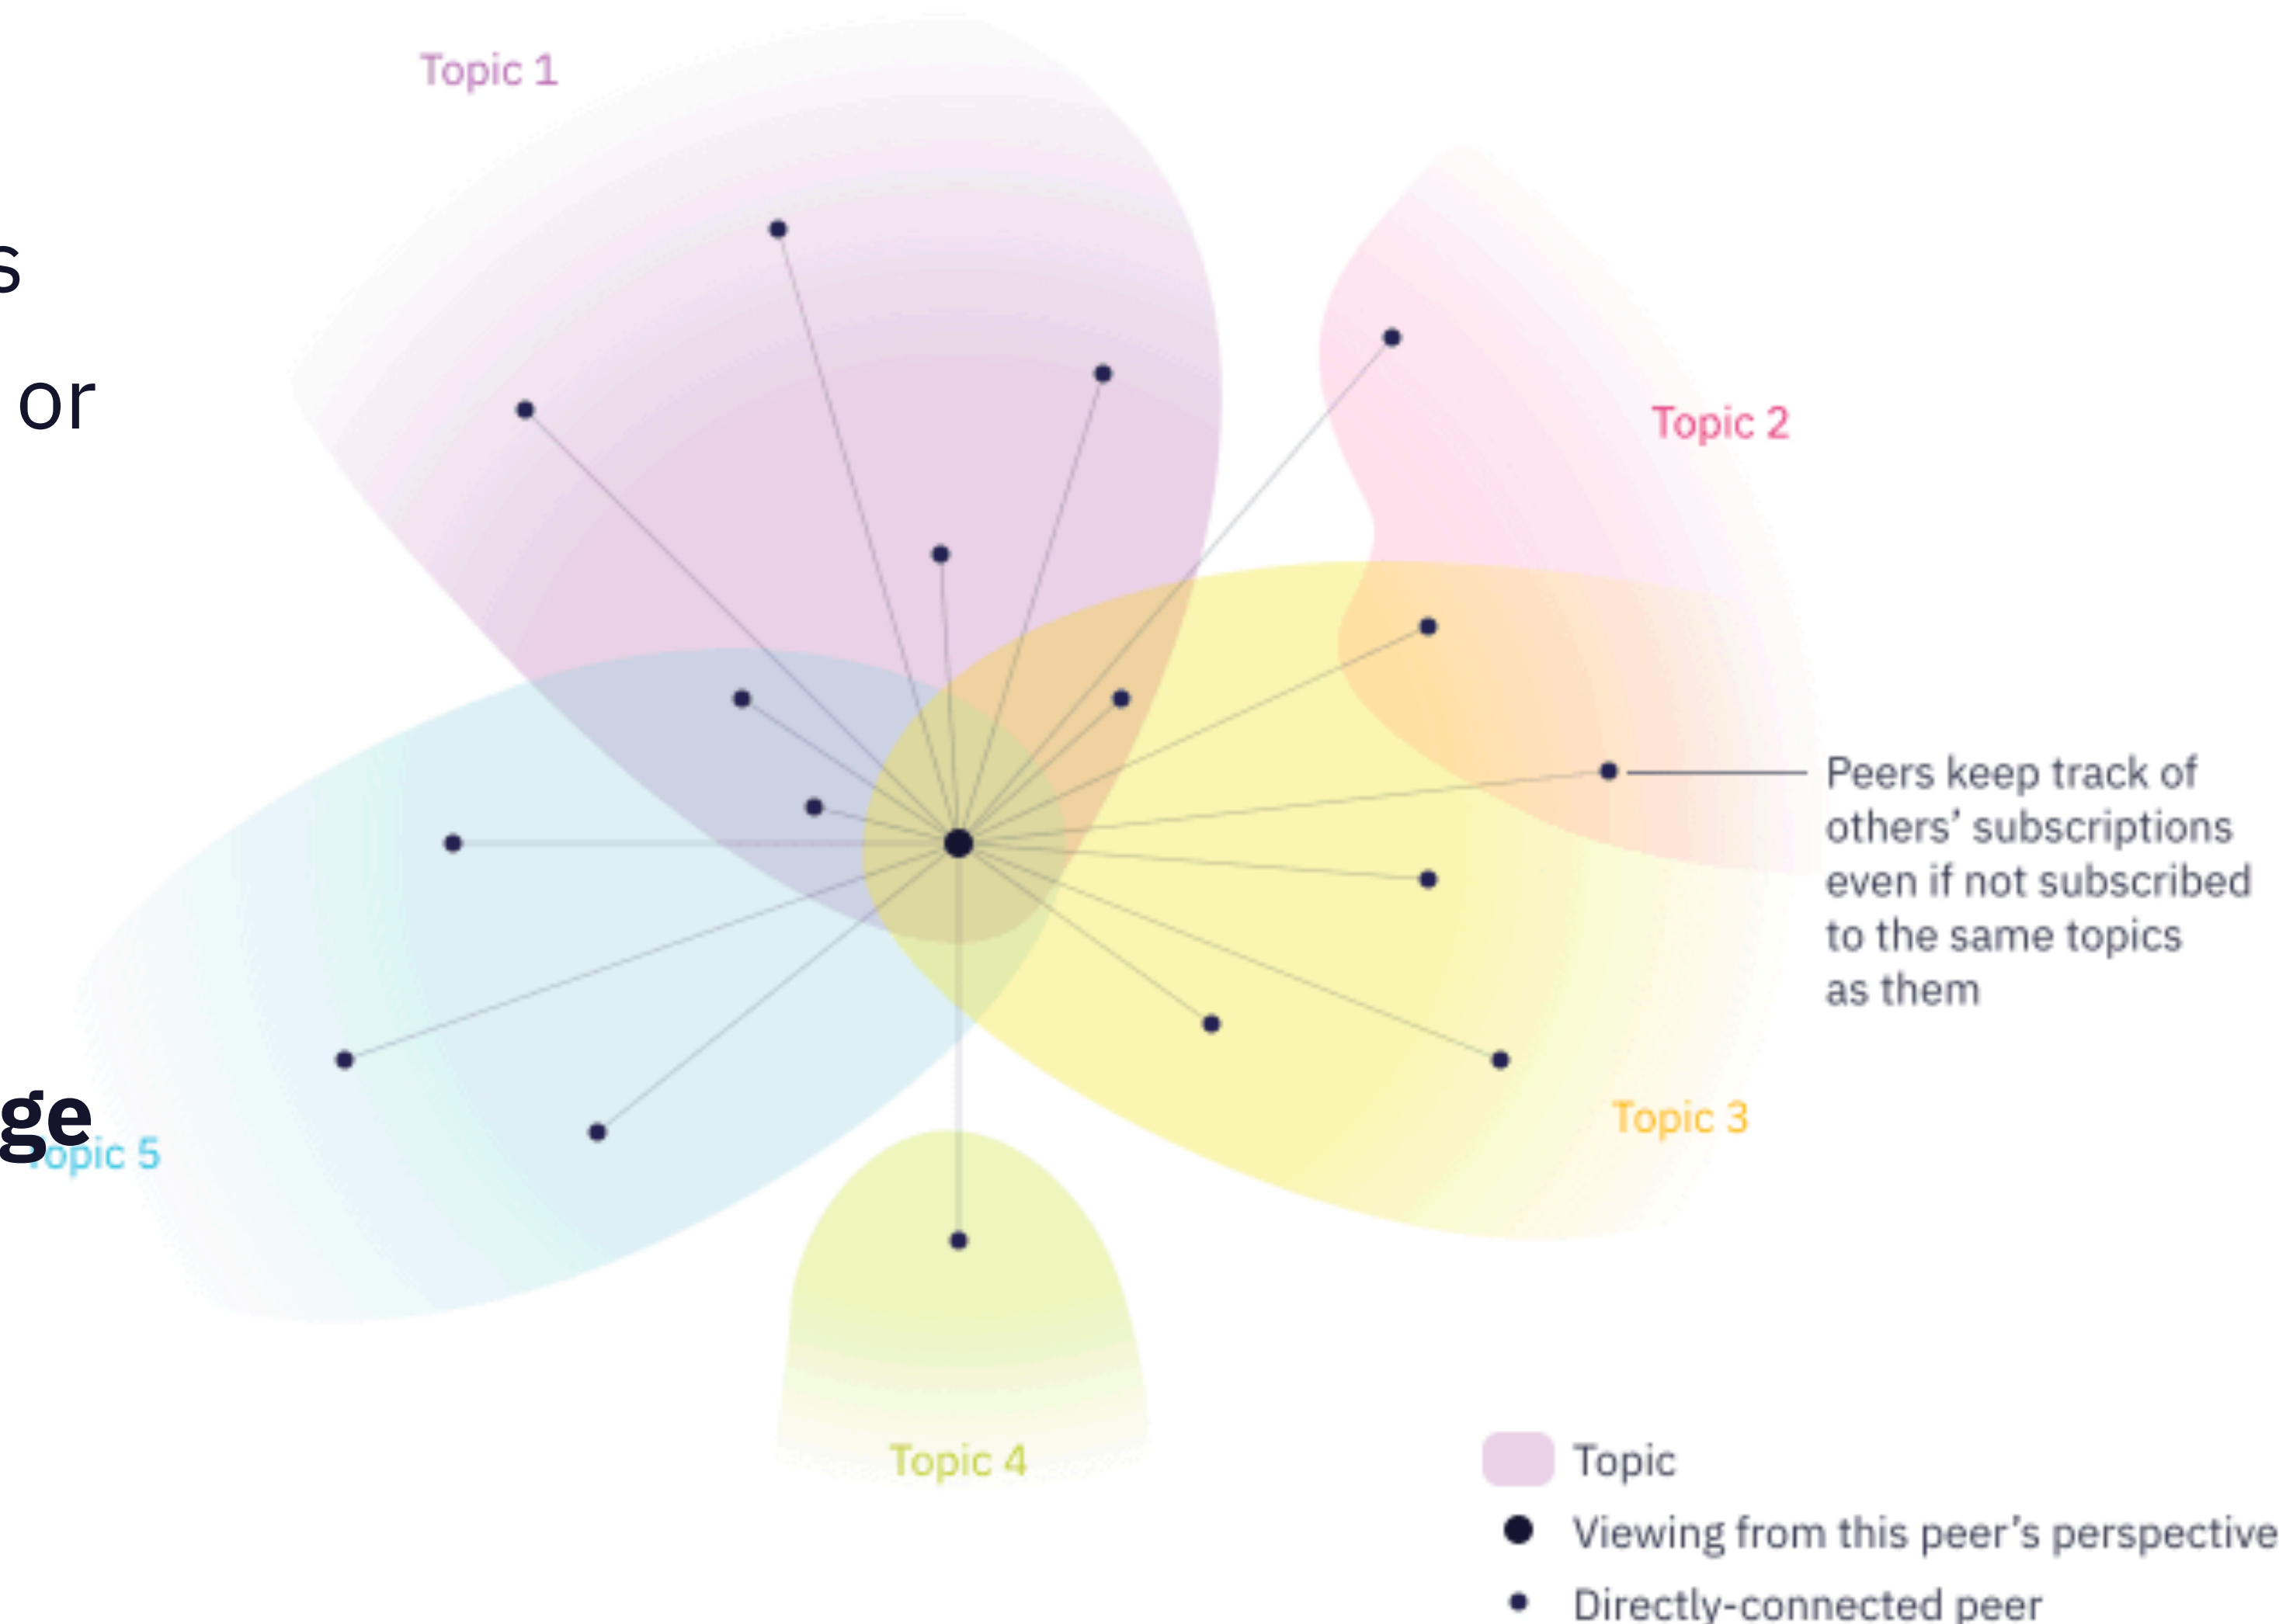 Topic 1
s
or
Topic 2
Peers keep track of
others’ subscriptions
even if not subscribed
to the same topics
as them
ge
Topic 5
Topic 3
Topic 4
Topic
Viewing from this peer’s perspective
Directly-connected peer